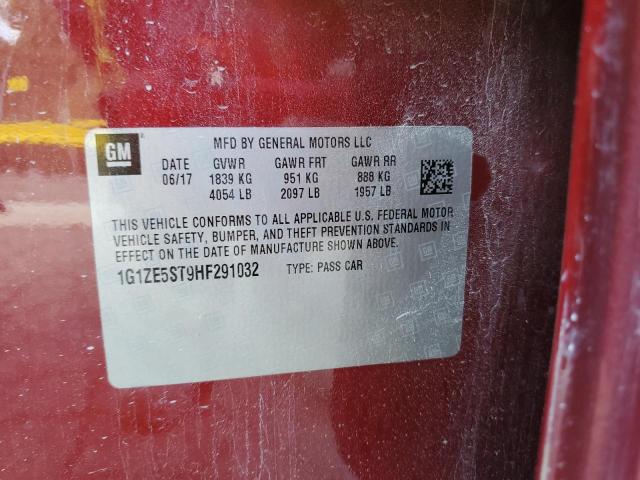 GM
MFD BY GENERAL MOTORS LLC
DATE GVWR GAWR FRT GAWR RR
06/17 1839 KG 951 KG 888 KG
4054 LB 2097 LB 1957 LB
THIS VEHICLE CONFORMS TO ALL APPLICABLE U.S. FEDERAL MOTOR
VEHICLE SAFETY, BUMPER, AND THEFT PREVENTION STANDARDS IN
EFFECT ON THE DATE OF MANUFACTURE SHOWN ABOVE.
1G1ZE5ST9HF291032 TYPE: PASS CAR